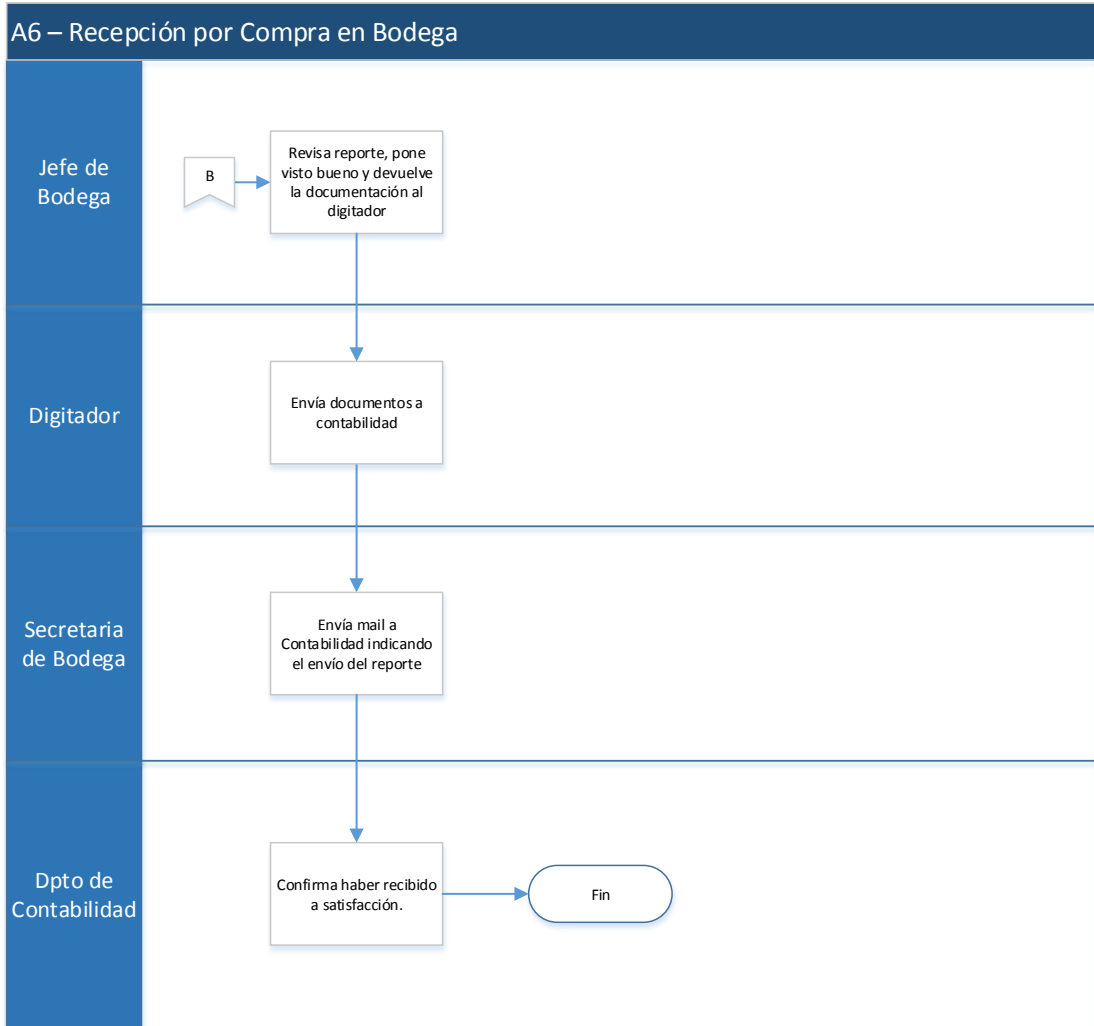 A6 – Recepción por Compra en Bodega
Jefe de
Bodega
B
Revisa reporte, pone
visto bueno y devuelve
la documentación al
digitador
Digitador
Envía documentos a
contabilidad
Secretaria
de Bodega
Envía mail a
Contabilidad indicando
el envío del reporte
Dpto de
Contabilidad
Confirma haber recibido
a satisfacción.
Fin